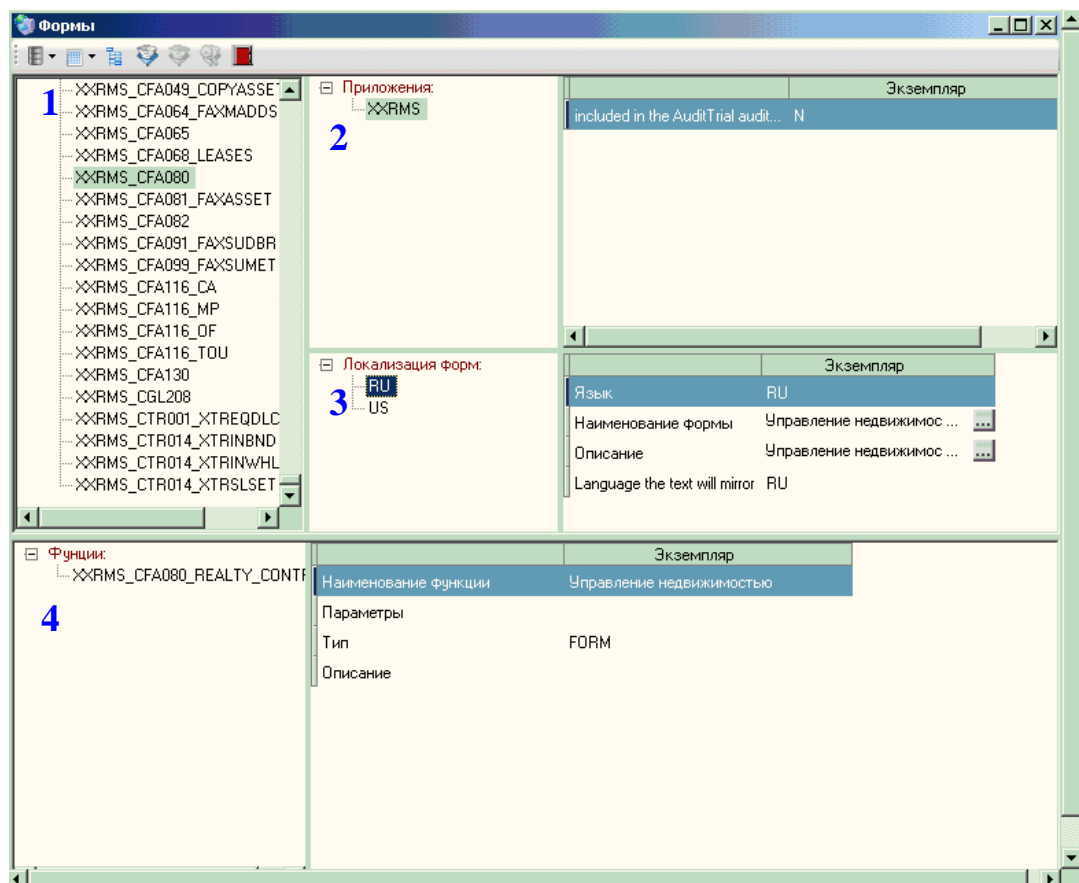 Формы
1
XXRMS_CFA049_COPYASSET
XXRMS_CFA064_FAXMADDS
XXRMS_CFA065
XXRMS_CFA068_LEASES
XXRMS_CFA080
XXRMS_CFA081_FAXASSET
XXRMS_CFA082
XXRMS_CFA091_FAXSUDBR
XXRMS_CFA099_FAXSUMET
XXRMS_CFA116_CA
XXRMS_CFA116_MP
XXRMS_CFA116_OF
XXRMS_CFA116_TOU
XXRMS_CFA130
XXRMS_CGL208
XXRMS_CTR001_XTREQDLC
XXRMS_CTR014_XTRINBND
XXRMS_CTR014_XTRINWHL
XXRMS_CTR014_XTRSLSET
Приложения:
XXRMS
2
Экземпляр
included in the AuditTrial audit... N
Локализация форм:
RU
3 US
Экземпляр
Язык RU
Наименование формы Управление недвижимос ... ...
Описание Управление недвижимос ... ...
Language the text will mirror RU
Фунции:
XXRMS_CFA080_REALTY_CONTR
4
Экземпляр
Наименование функции Управление недвижимостью
Параметры
Тип FORM
Описание